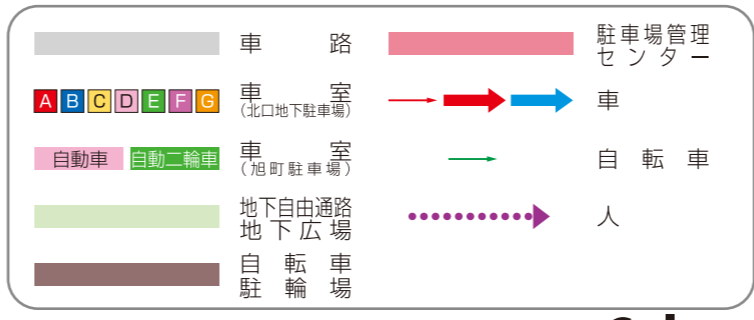 車路
A B C D E F G 車室
(北口地下駐車場)
自動車 自動二輪車 車室
(旭町駐車場)
地下自由通路
地下広場
自転車
駐輪場
駐車場管理
センター
車
自転車
人